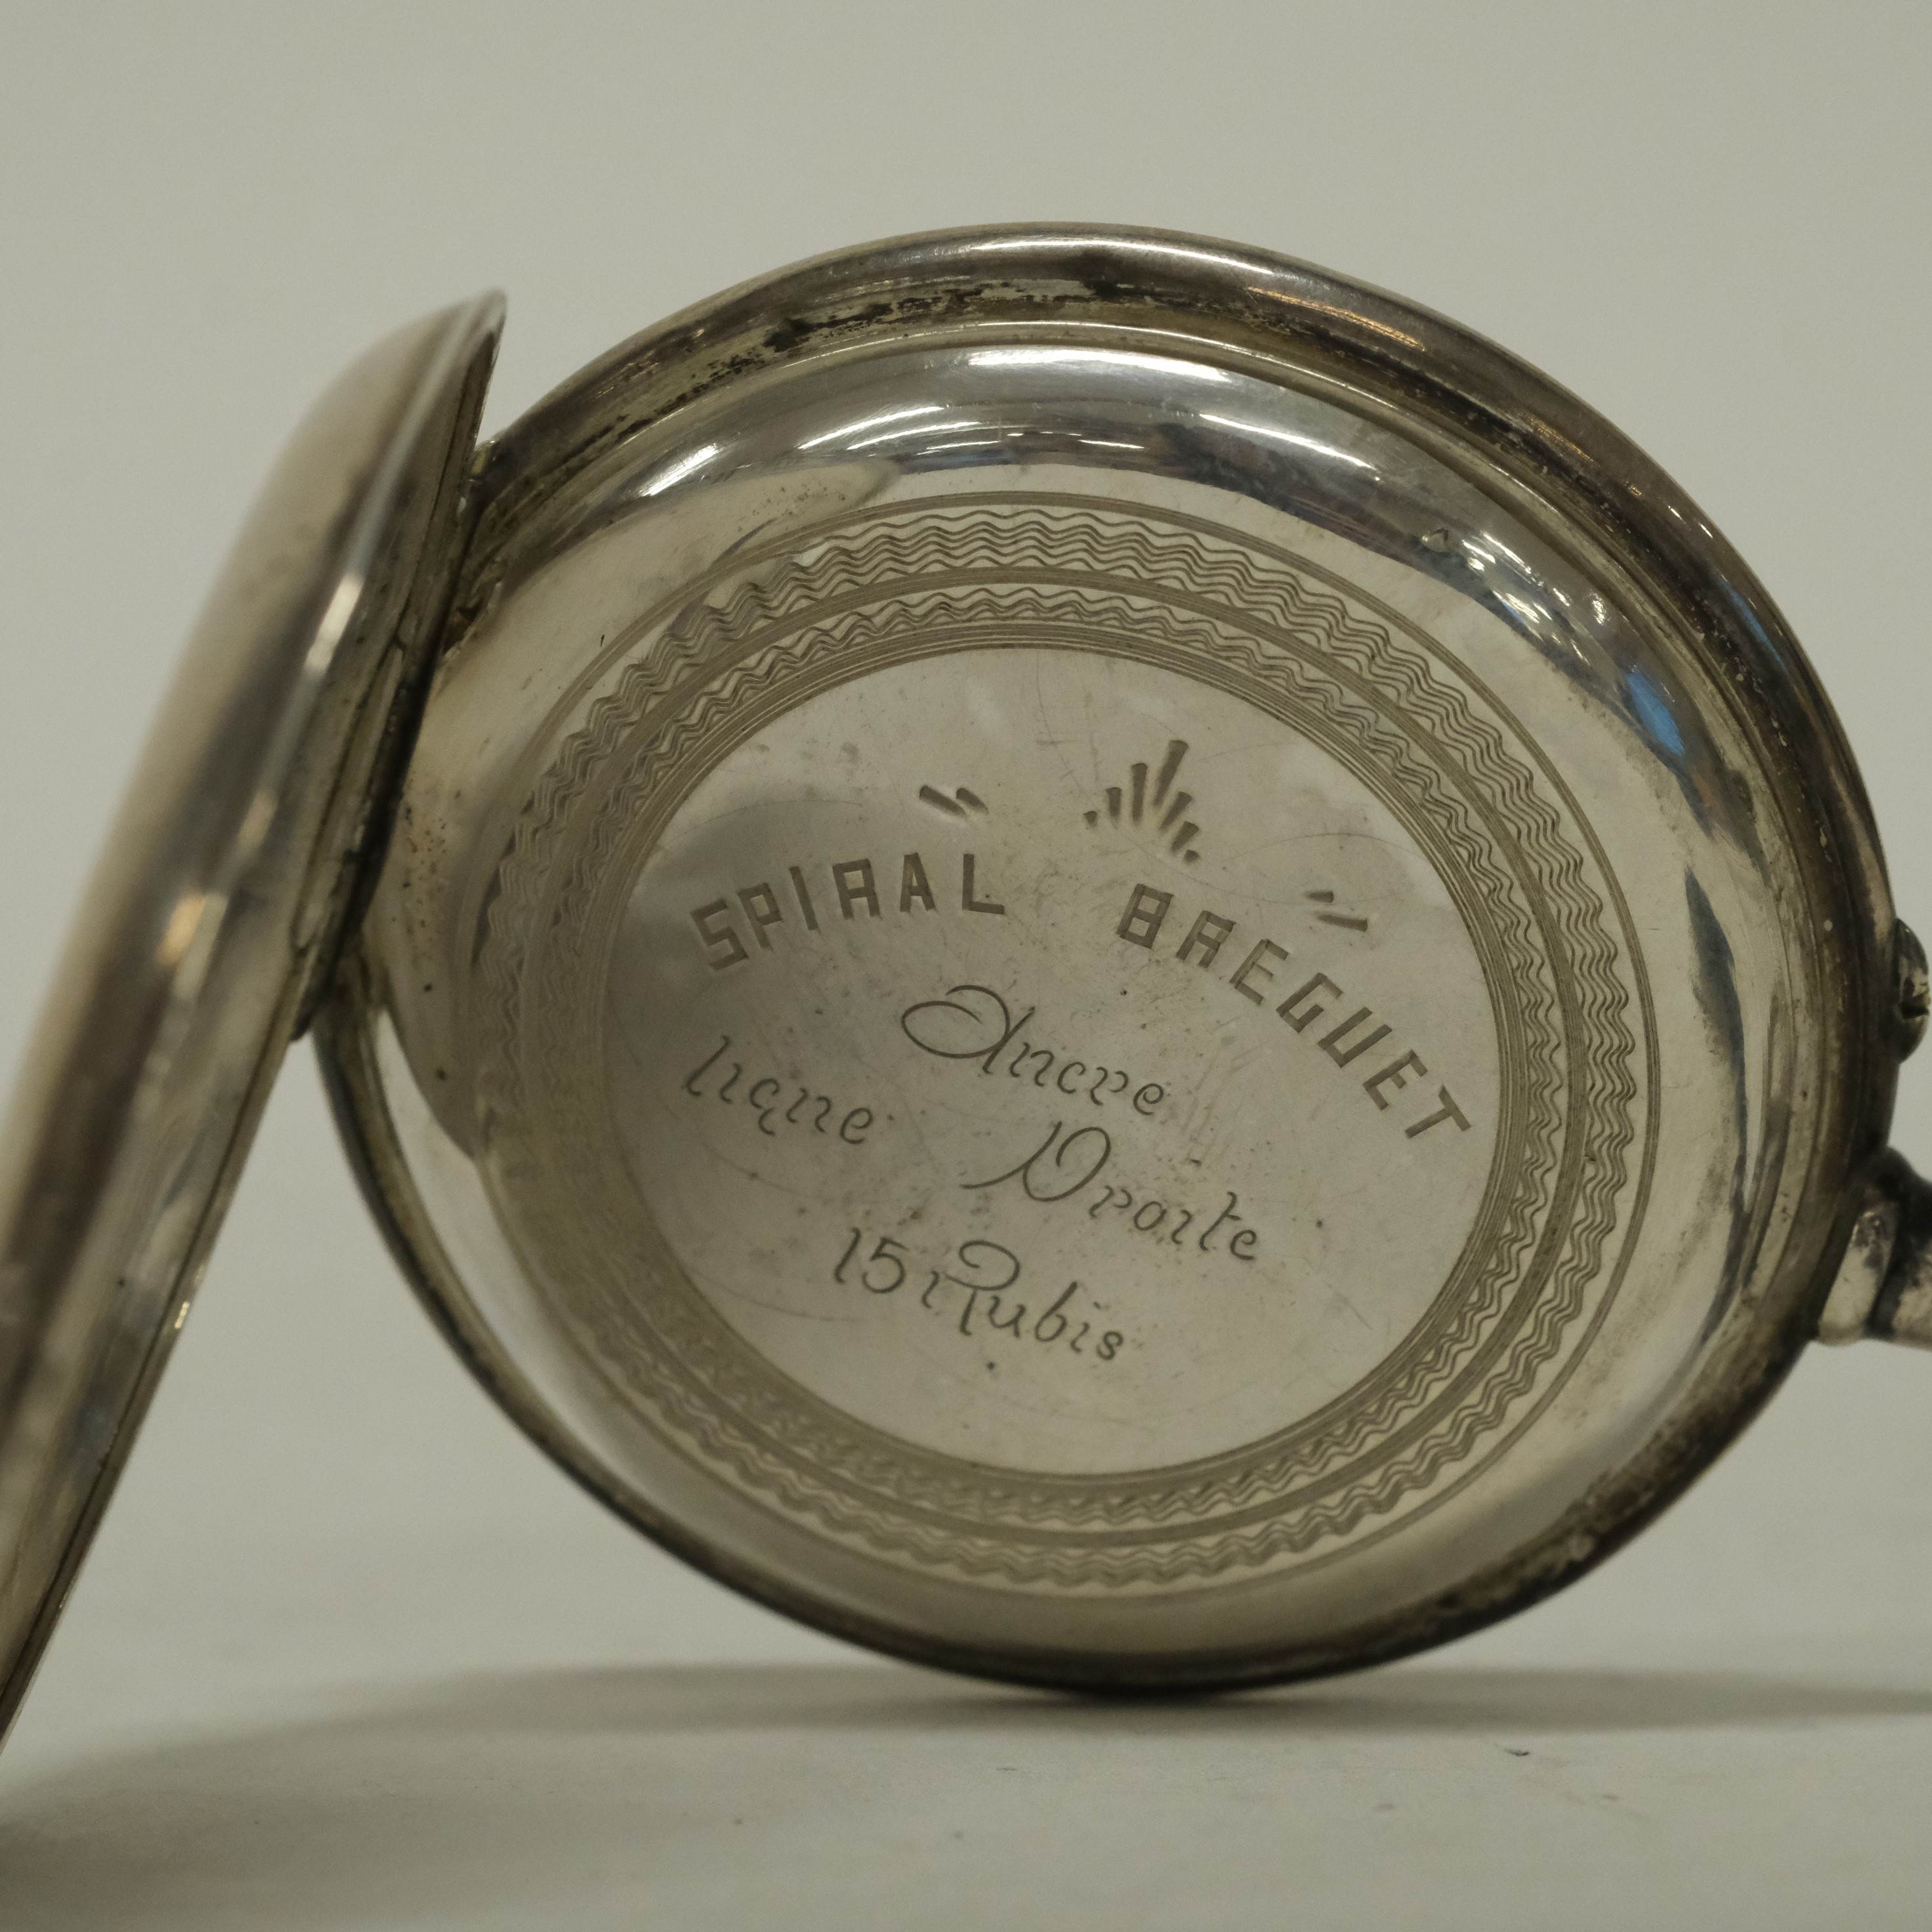 SPIRAL BREGUET
Ancre
ligne Droite
15 Rubis